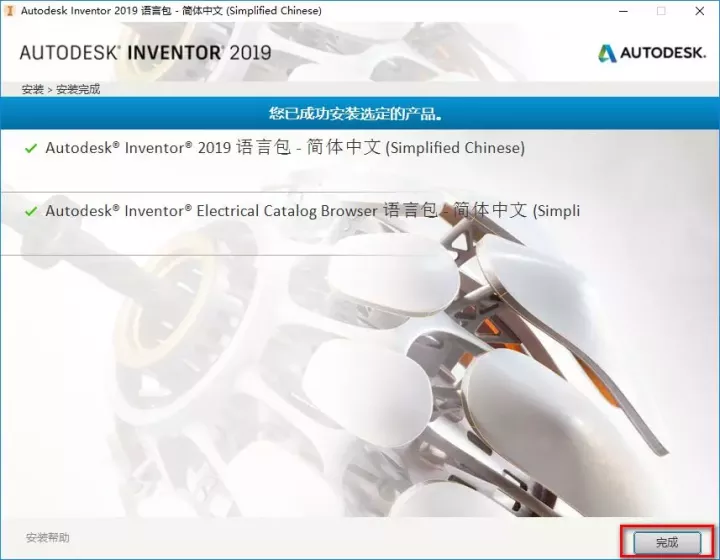 Autodesk Inventor 2019 语言包 - 简体中文 (Simplified Chinese)
AUTODESK® INVENTOR® 2019
AUTODESK.
安装 > 安装完成
您已成功安装选定的产品。
Autodesk® Inventor® 2019 语言包 - 简体中文 (Simplified Chinese)
Autodesk® Inventor® Electrical Catalog Browser 语言包 - 简体中文 (Simpli
安装帮助
完成